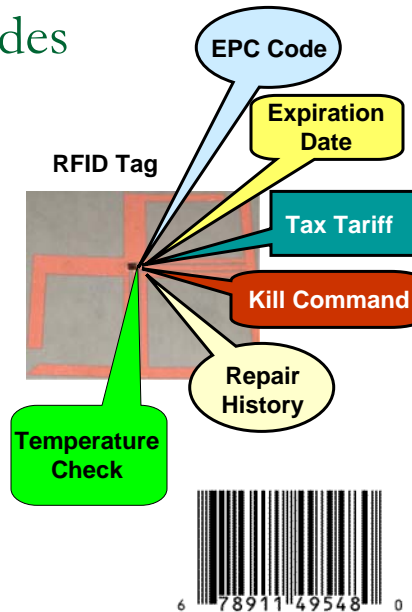 des
EPC Code
Expiration
Date
RFID Tag
Tax Tariff
Kill Command
Repair
History
Temperature
Check
6 78911 49548 0